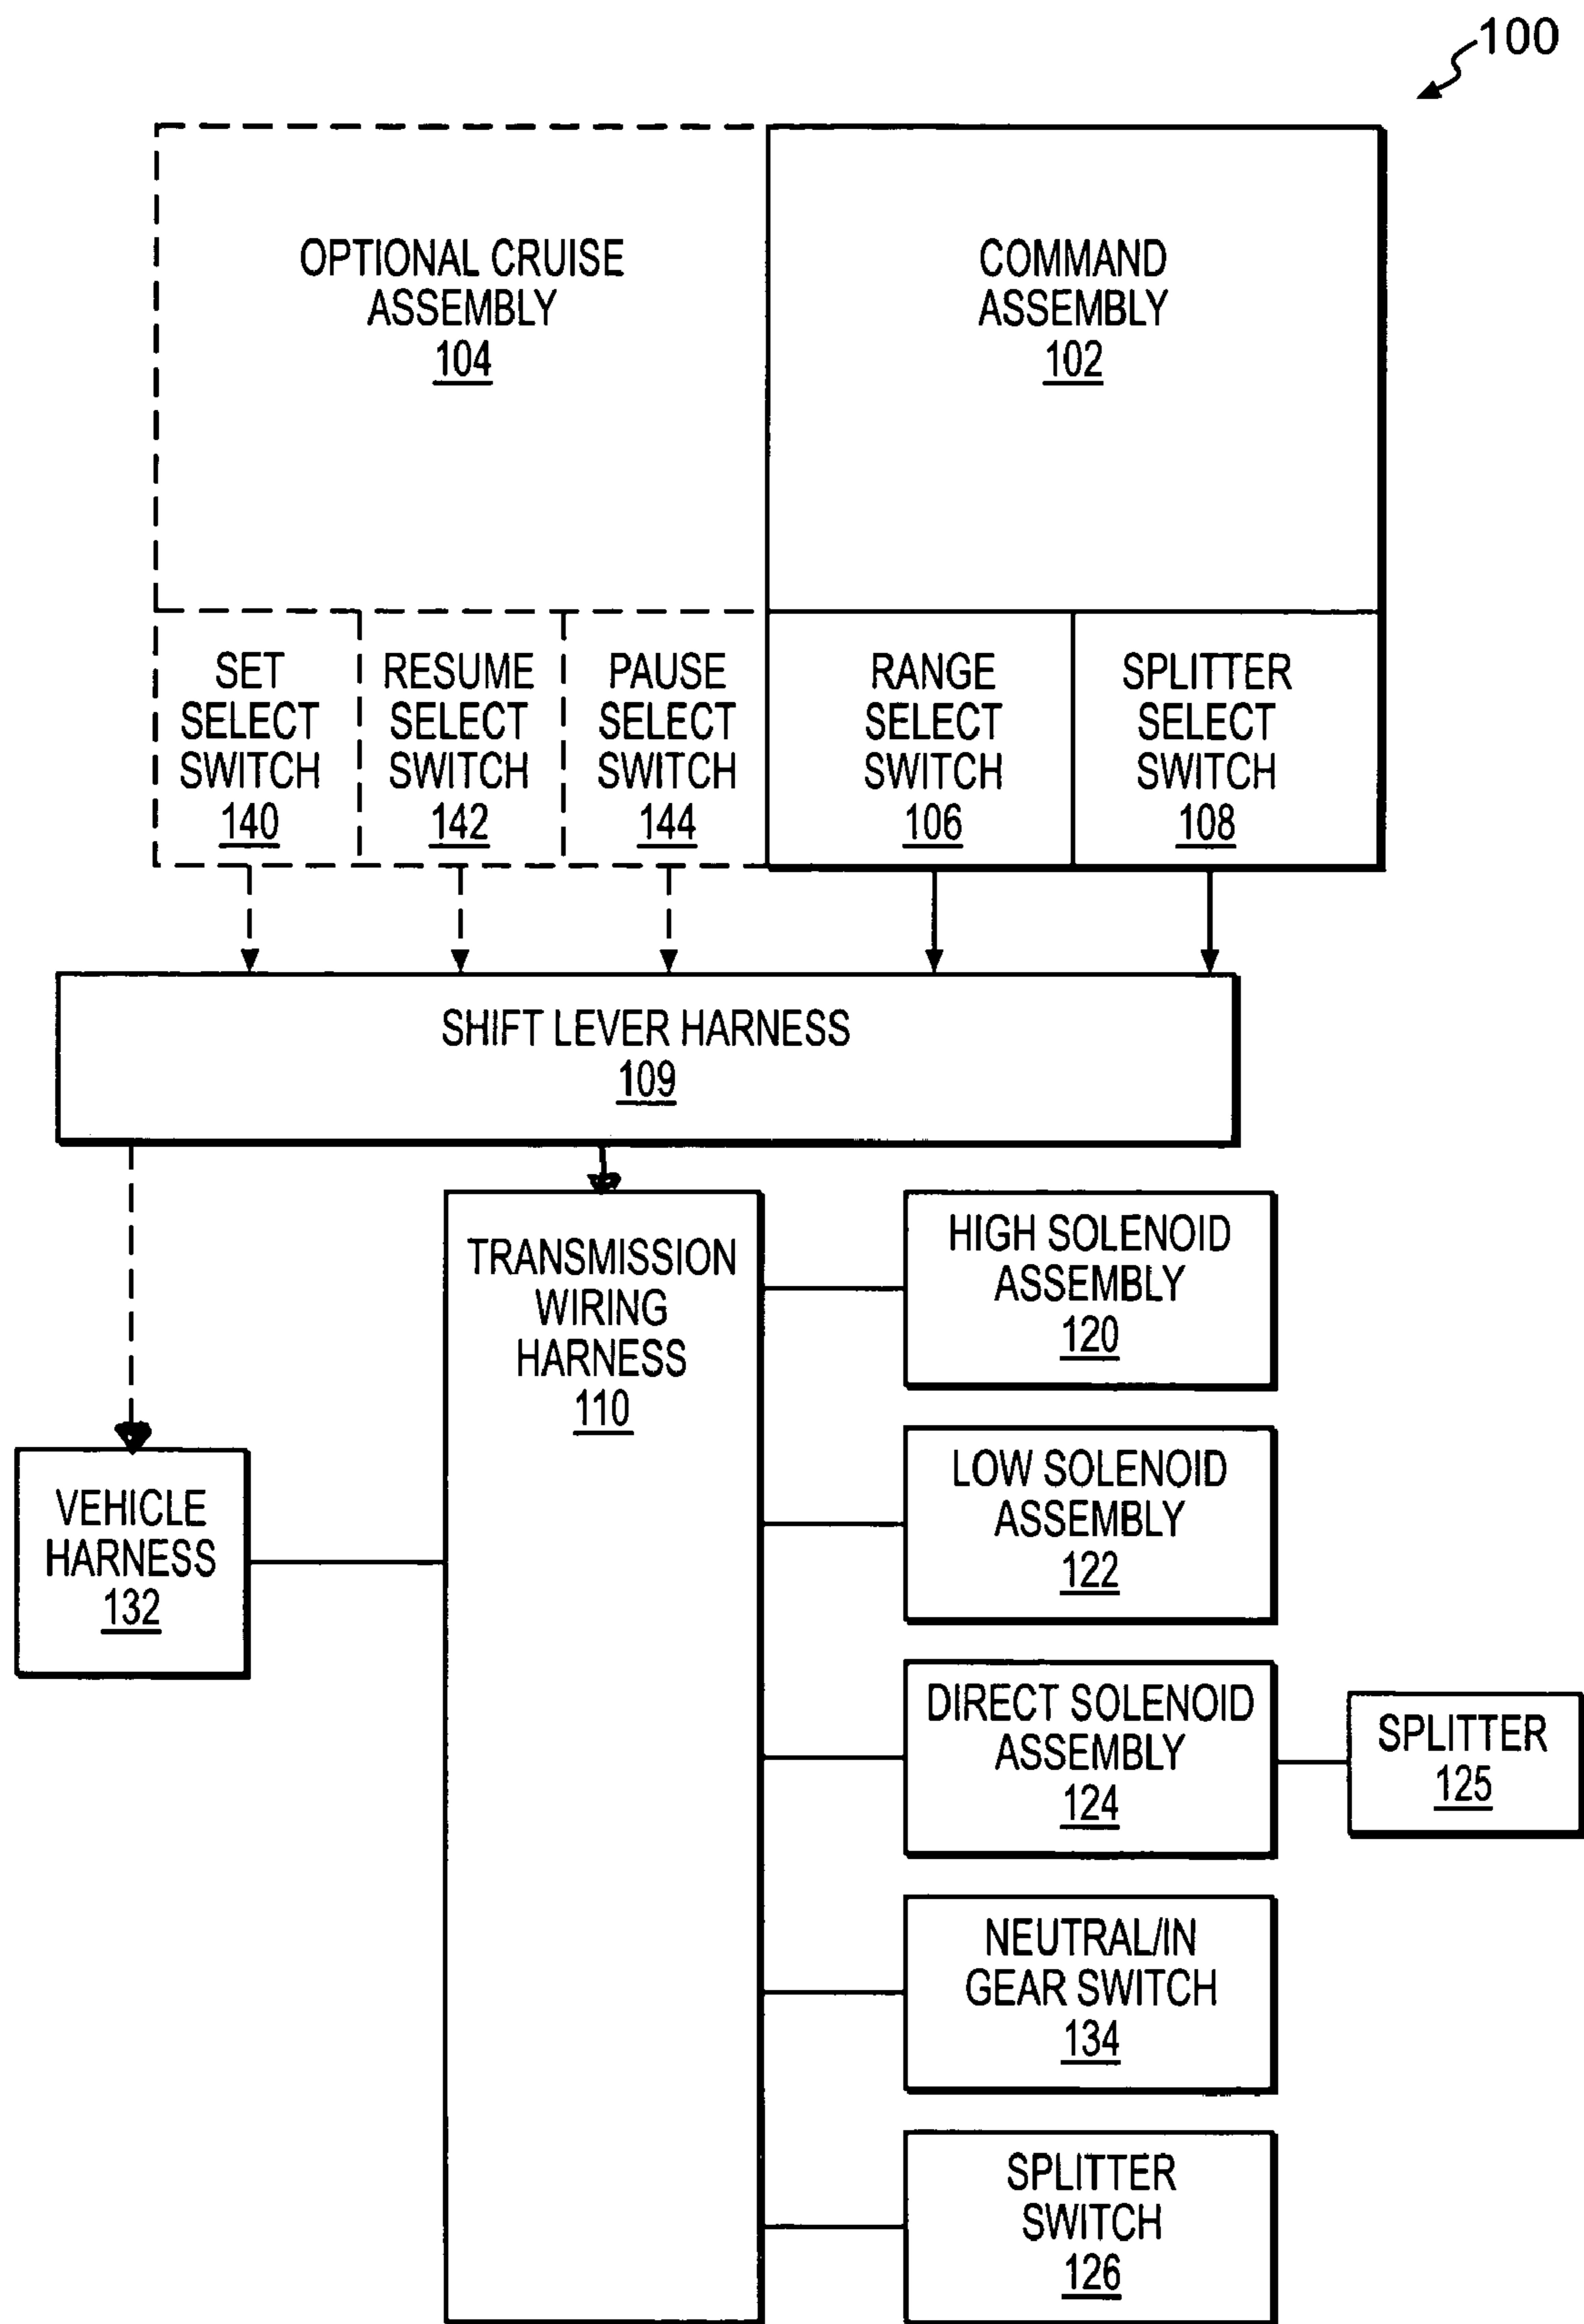 100
OPTIONAL CRUISE
ASSEMBLY
104
COMMAND
ASSEMBLY
102
SET
SELECT
SWITCH
140
RESUME
SELECT
SWITCH
142
PAUSE
SELECT
SWITCH
144
RANGE
SELECT
SWITCH
106
SPLITTER
SELECT
SWITCH
108
SHIFT LEVER HARNESS
109
TRANSMISSION
WIRING
HARNESS
110
HIGH SOLENOID
ASSEMBLY
120
LOW SOLENOID
ASSEMBLY
122
VEHICLE
HARNESS
132
DIRECT SOLENOID
ASSEMBLY
124
SPLITTER
125
NEUTRAL/IN
GEAR SWITCH
134
SPLITTER
SWITCH
126